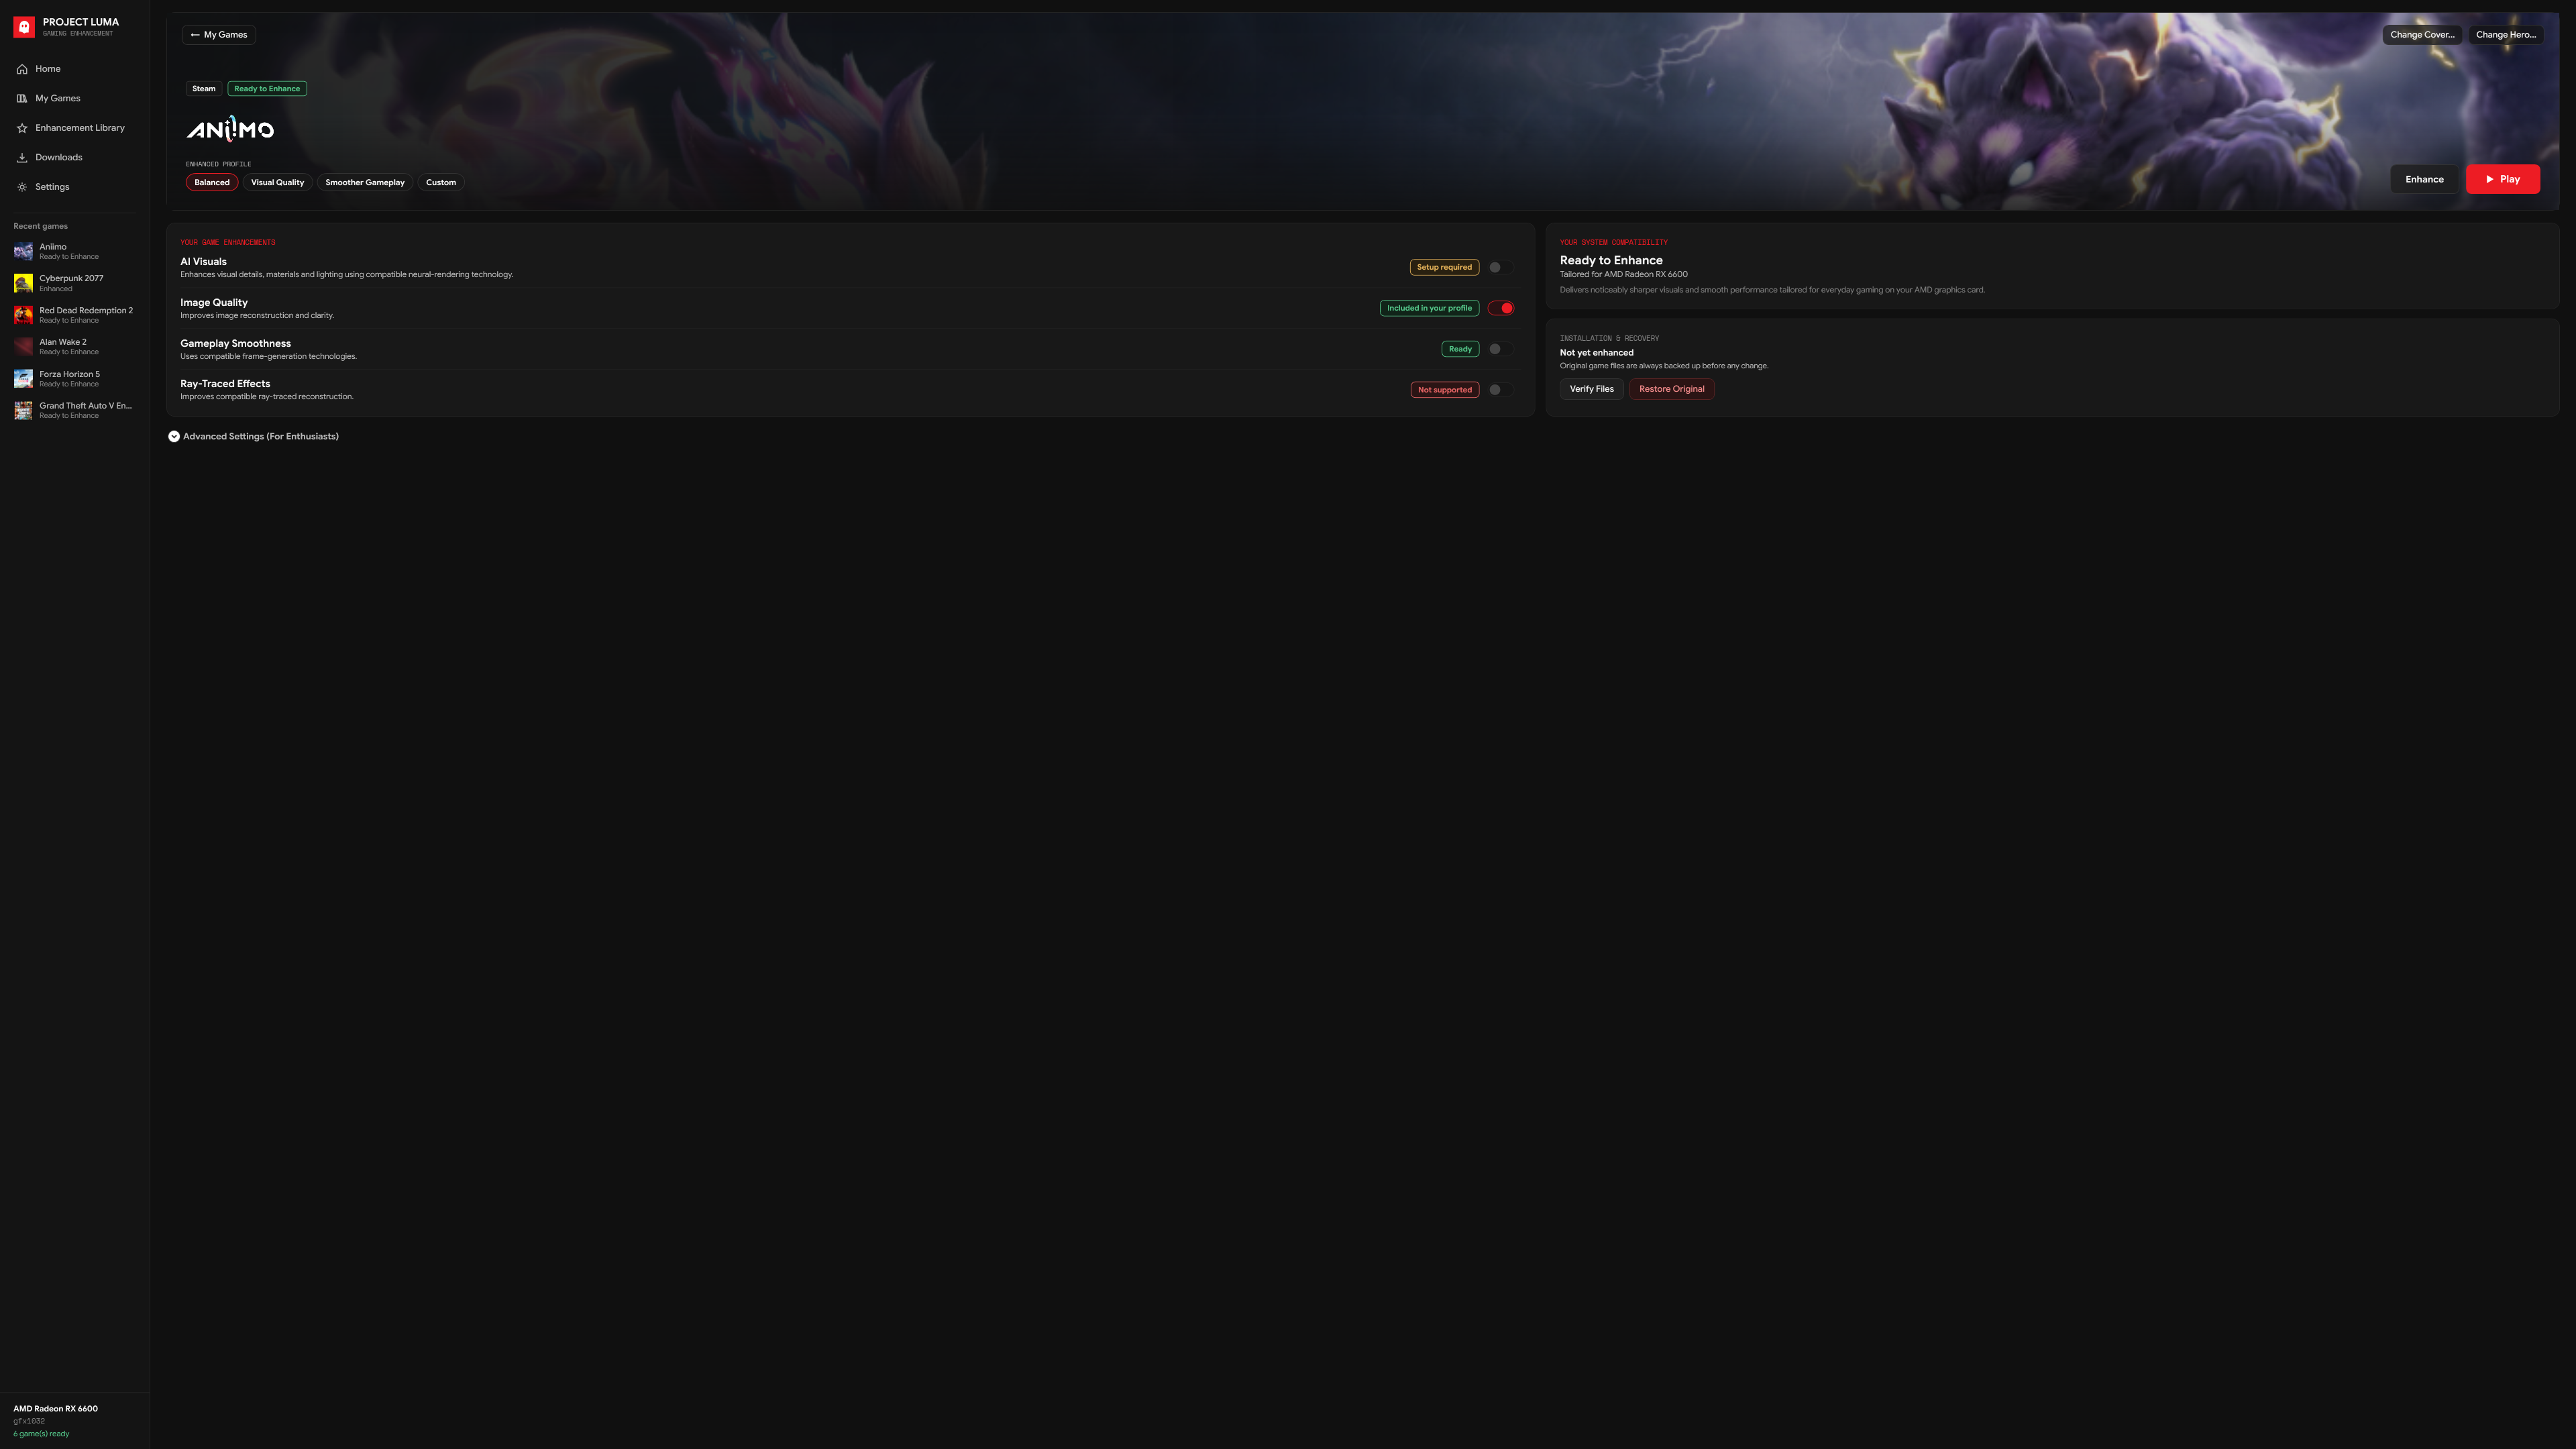 PROJECT LUMA
GAMING ENHANCEMENT
Home
My Games
Enhancement Library
Downloads
Settings
Recent games
Aniimo
Ready to Enhance
Cyberpunk 2077
Enhanced
Red Dead Redemption 2
Ready to Enhance
Alan Wake 2
Ready to Enhance
Forza Horizon 5
Ready to Enhance
Grand Theft Auto V En...
Ready to Enhance
AMD Radeon RX 6600
gfx1032
6 game(s) ready
← My Games
Change Cover...
Change Hero...
Steam
Ready to Enhance
ANIIMO
ENHANCED PROFILE
Balanced
Visual Quality
Smoother Gameplay
Custom
Enhance
Play
YOUR GAME ENHANCEMENTS
AI Visuals
Enhances visual details, materials and lighting using compatible neural-rendering technology.
Setup required
Image Quality
Improves image reconstruction and clarity.
Included in your profile
Gameplay Smoothness
Uses compatible frame-generation technologies.
Ready
Ray-Traced Effects
Improves compatible ray-traced reconstruction.
Not supported
YOUR SYSTEM COMPATIBILITY
Ready to Enhance
Tailored for AMD Radeon RX 6600
Delivers noticeably sharper visuals and smooth performance tailored for everyday gaming on your AMD graphics card.
INSTALLATION & RECOVERY
Not yet enhanced
Original game files are always backed up before any change.
Verify Files
Restore Original
Advanced Settings (For Enthusiasts)